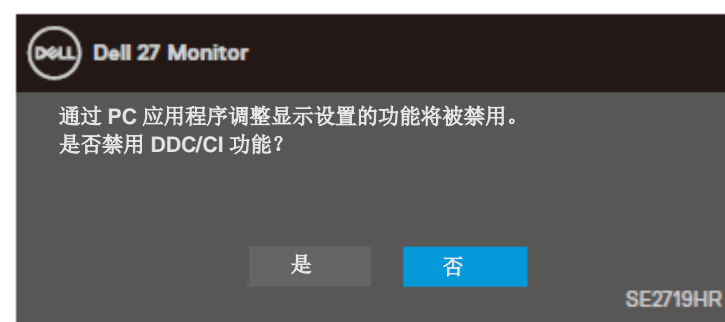 DELL Dell 27 Monitor
通过 PC 应用程序调整显示设置的功能将被禁用。
是否禁用 DDC/CI 功能？
是 否
SE2719HR